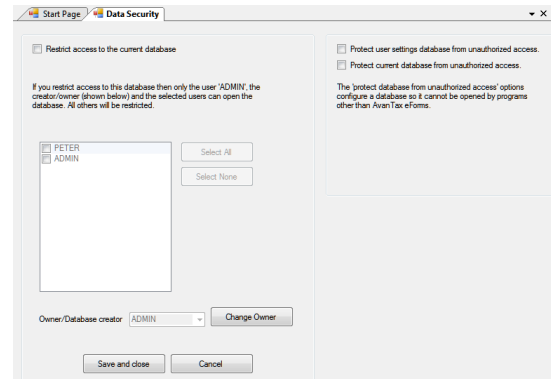 Start Page
Data Security
Restrict access to the current database
If you restrict access to this database then only the user 'ADMIN', the
creator/owner (shown below) and the selected users can open the
database. All others will be restricted.
PETER
ADMIN
Select All
Select None
Owner/Database creator
ADMIN
Change Owner
Save and close
Cancel
Protect user settings database from unauthorized access.
Protect current database from unauthorized access.
The 'protect database from unauthorized access' options
configure a database so it cannot be opened by programs
other than AvanTax eForms.